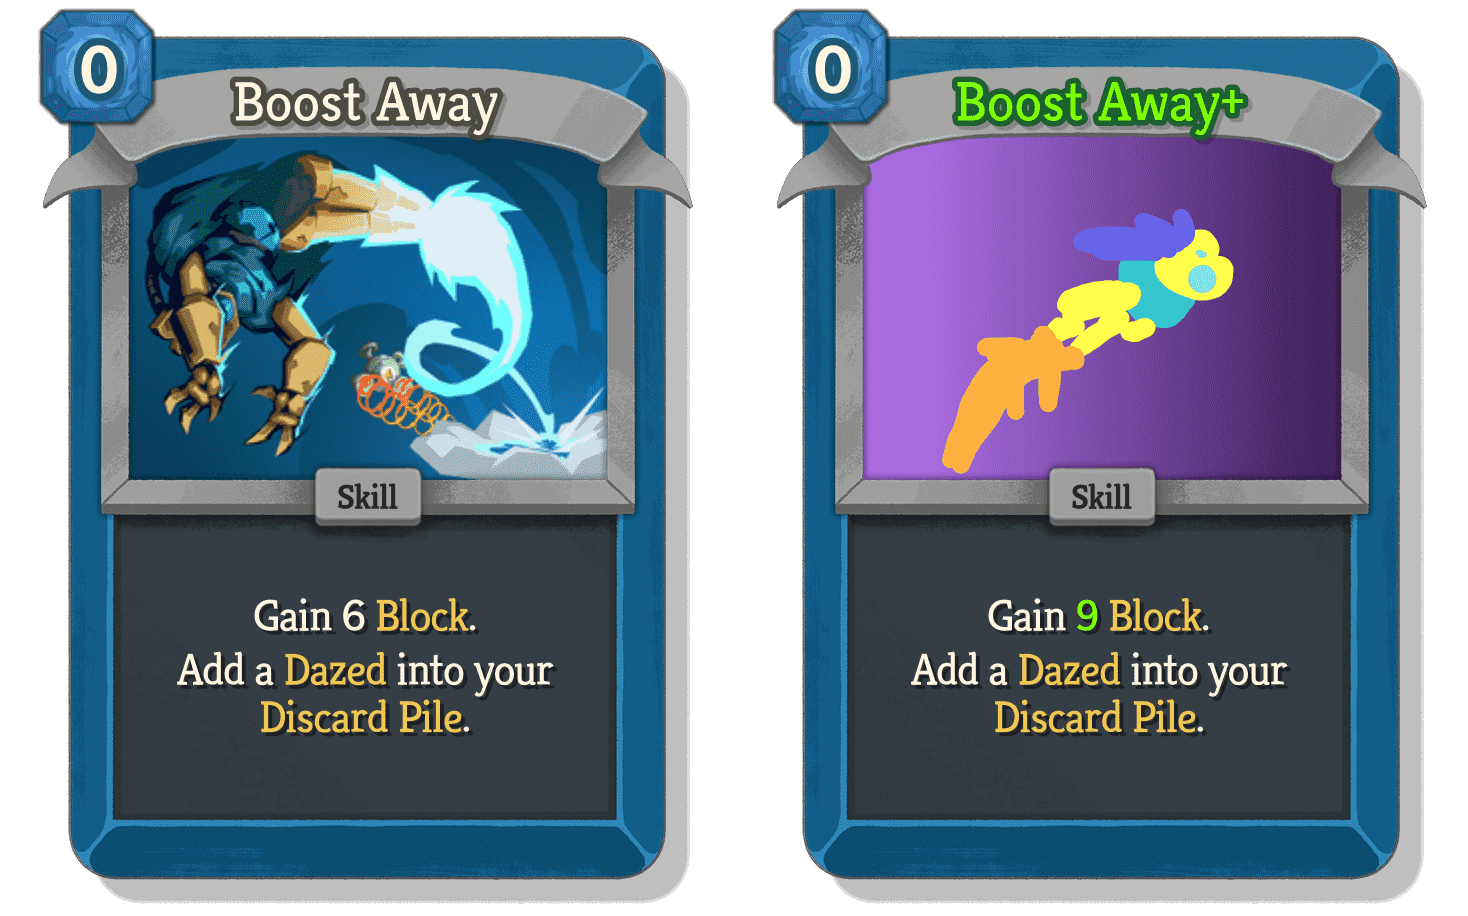 0
Boost Away
Skill
Gain 6 Block.
Add a Dazed into your
Discard Pile.
0
Boost Away+
Skill
Gain 9 Block.
Add a Dazed into your
Discard Pile.